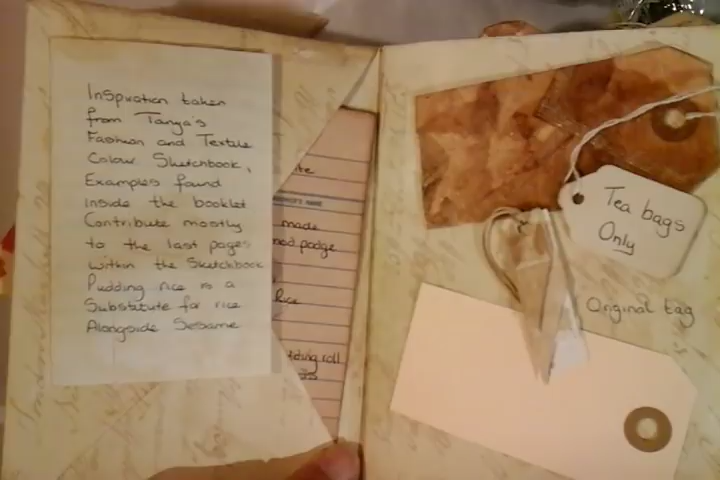 Inspiration taken
from Tanya's
Fashion and Textile
Colour Sketchbook,
Examples found
inside the booklet
Contribute mostly
to the last pages
within the Sketchbook
Pudding rice is a
Substitute for rice
Alongside Sesame
made
mod podge
Rice
Tea bags
Only
Original tag